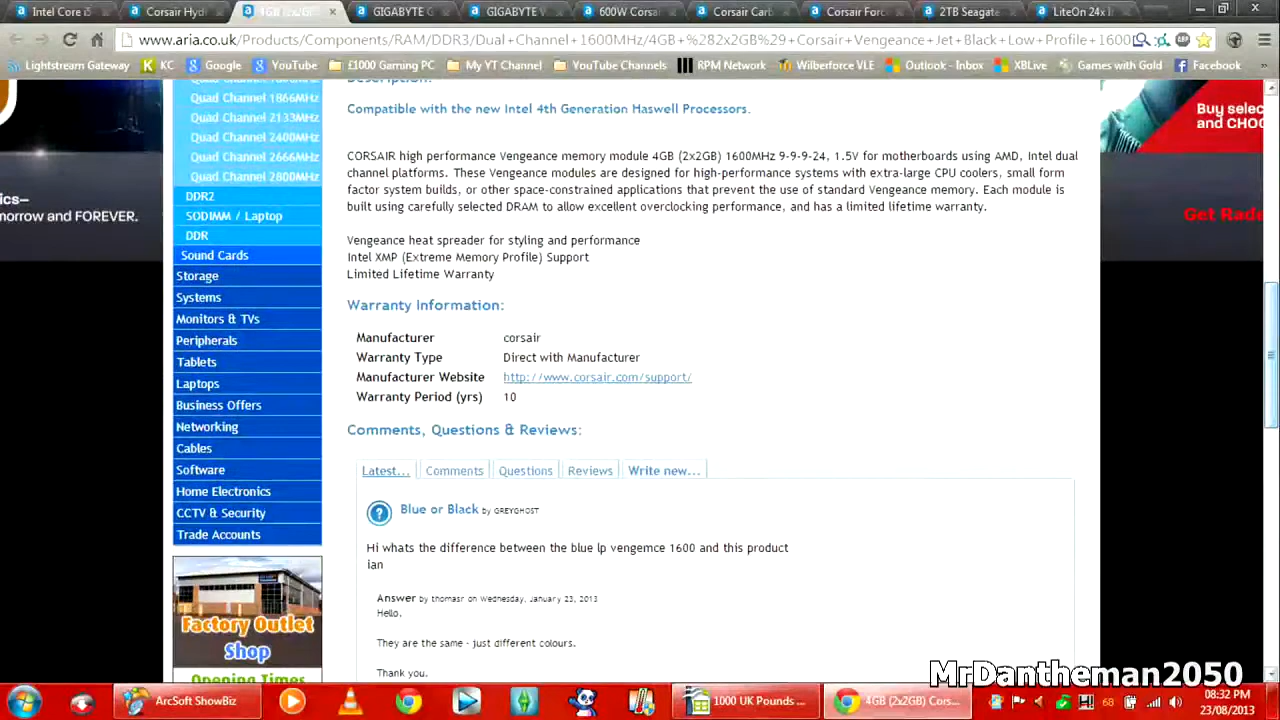 Intel Core i5
Corsair Hydr
4GB (2x2GB)
GIGABYTE G
GIGABYTE
600W Corsa
Corsair Carb
Corsair Forc
2TB Seagate
LiteOn 24x
www.aria.co.uk/Products/Components/RAM/DDR3/Dual+Channel+1600MHz/4GB+%282x2GB%29+Corsair+Vengeance+Jet+Black+Low+Profile+1600
Lightstream Gateway
KC
Google
YouTube
£1000 Gaming PC
My YT Channel
YouTube Channels
RPM Network
Wilberforce VLE
Outlook - Inbox
XBLive
Games with Gold
Facebook
Quad Channel 1600MHz
Quad Channel 1866MHz
Quad Channel 2133MHz
Quad Channel 2400MHz
Quad Channel 2666MHz
Quad Channel 2800MHz
DDR2
SODIMM / Laptop
DDR
Sound Cards
Storage
Systems
Monitors & TVs
Peripherals
Tablets
Laptops
Business Offers
Networking
Cables
Software
Home Electronics
CCTV & Security
Trade Accounts
Factory Outlet
Shop
Opening Times
ics—
morrow and FOREVER.
Description:
Compatible with the new Intel 4th Generation Haswell Processors.
CORSAIR high performance Vengeance memory module 4GB (2x2GB) 1600MHz 9-9-9-24, 1.5V for motherboards using AMD, Intel dual
channel platforms. These Vengeance modules are designed for high-performance systems with extra-large CPU coolers, small form
factor system builds, or other space-constrained applications that prevent the use of standard Vengeance memory. Each module is
built using carefully selected DRAM to allow excellent overclocking performance, and has a limited lifetime warranty.
Vengeance heat spreader for styling and performance
Intel XMP (Extreme Memory Profile) Support
Limited Lifetime Warranty
Warranty Information:
Manufacturer corsair
Warranty Type Direct with Manufacturer
Manufacturer Website http://www.corsair.com/support/
Warranty Period (yrs) 10
Comments, Questions & Reviews:
Latest... Comments Questions Reviews Write new...
? Blue or Black by GREYGHOST
Hi whats the difference between the blue lp vengemce 1600 and this product
ian
Answer by thomasr on Wednesday, January 23, 2013
Hello,
They are the same - just different colours.
Thank you.
Buy selec
and CHOO
Get Rade
MrDantheman2050
ArcSoft ShowBiz
1000 UK Pounds ...
4GB (2x2GB) Cors...
68
08:32 PM
23/08/2013